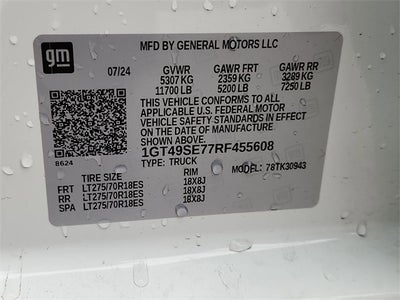 gm
MFD BY GENERAL MOTORS LLC
07/24
GVWR GAWR FRT GAWR RR
5307 KG 2359 KG 3289 KG
11700 LB 5200 LB 7250 LB
THIS VEHICLE CONFORMS TO ALL
APPLICABLE U.S. FEDERAL MOTOR
VEHICLE SAFETY STANDARDS IN
EFFECT ON THE DATE OF
MANUFACTURE SHOWN ABOVE.
1GT49SE77RF455608
8624
TYPE: TRUCK MODEL: 78TK30943
TIRE SIZE RIM
FRT LT275/70R18ES 18X8J
RR LT275/70R18ES 18X8J
SPA LT275/70R18ES 18X8J